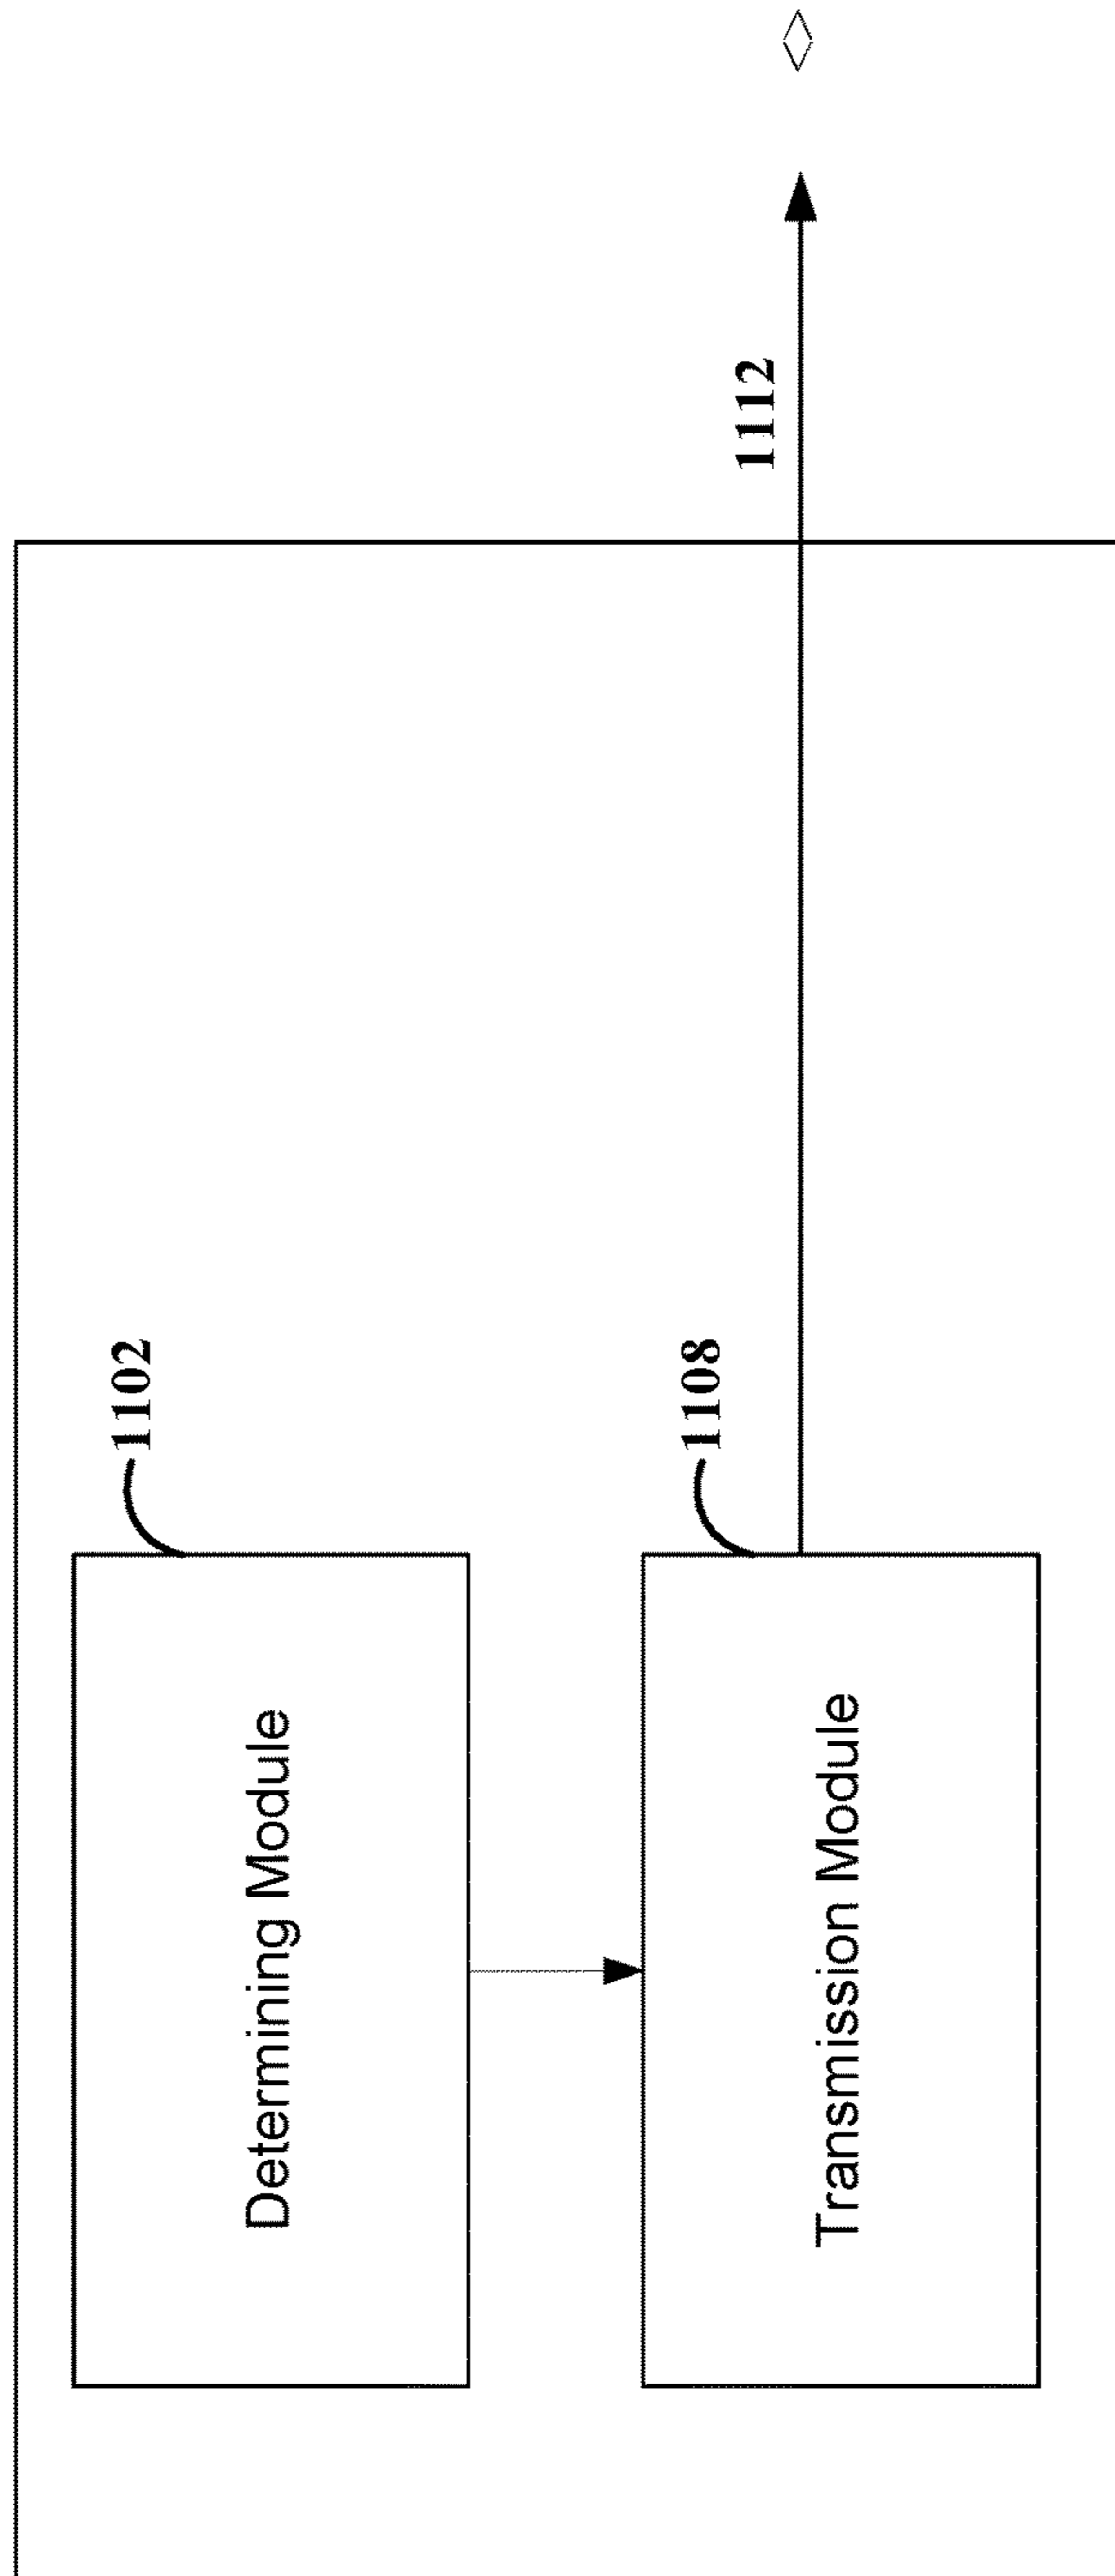 1102
Determining Module
1108
Transmission Module
1112